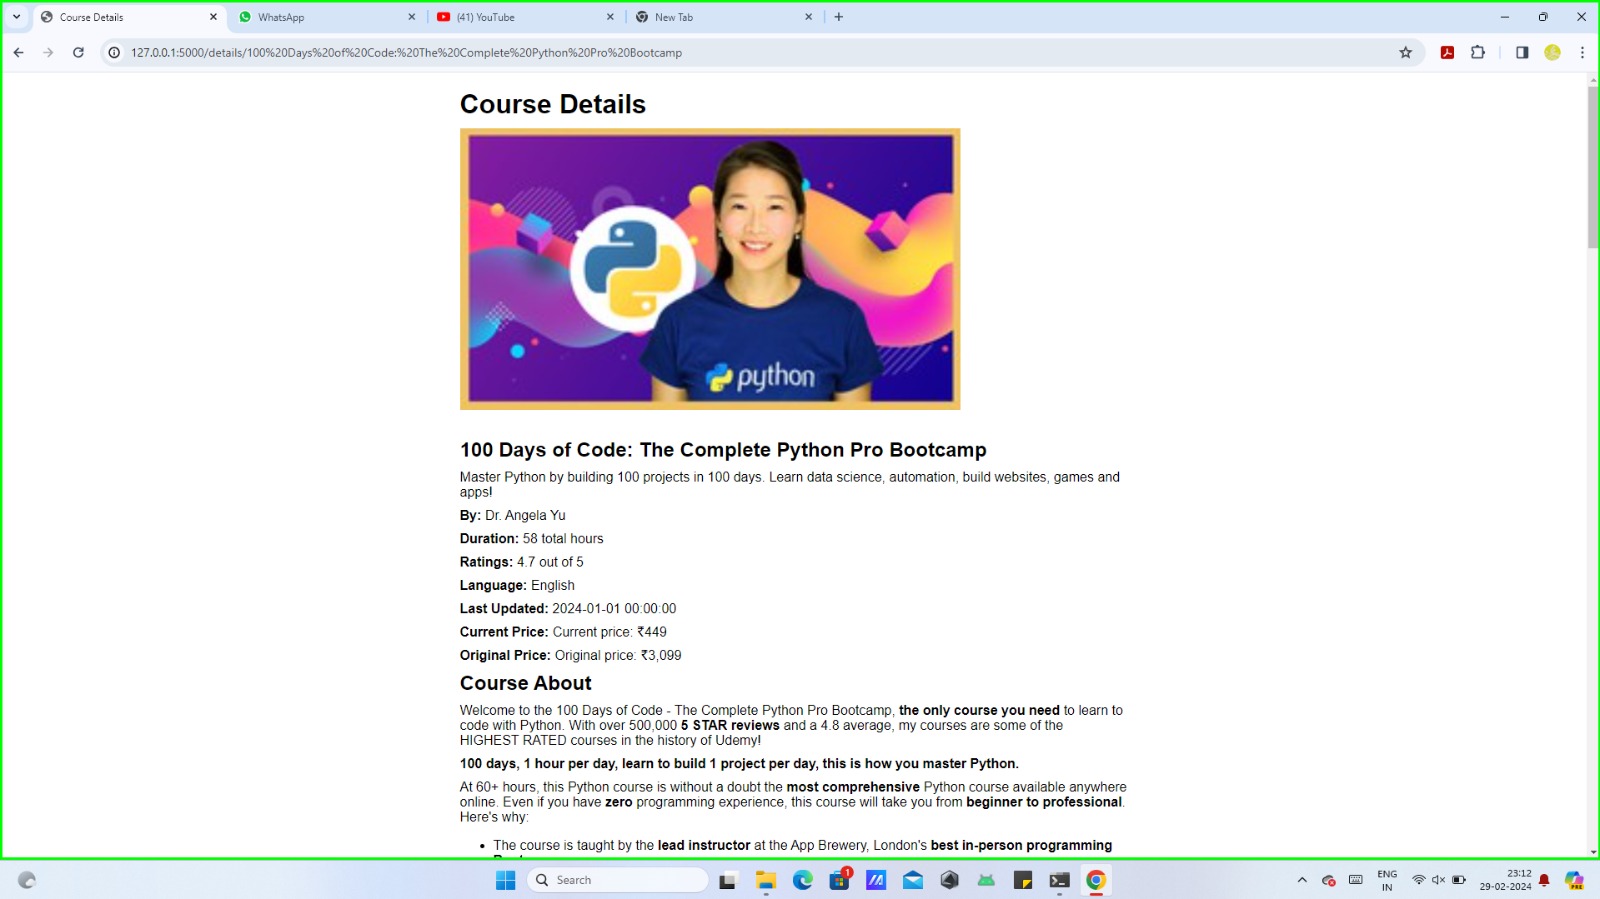 Course Details
WhatsApp
(41) YouTube
New Tab
127.0.0.1:5000/details/100%20Days%20of%20Code:%20The%20Complete%20Python%20Pro%20Bootcamp
Course Details
python
100 Days of Code: The Complete Python Pro Bootcamp
Master Python by building 100 projects in 100 days. Learn data science, automation, build websites, games and
apps!
By: Dr. Angela Yu
Duration: 58 total hours
Ratings: 4.7 out of 5
Language: English
Last Updated: 2024-01-01 00:00:00
Current Price: Current price: ₹449
Original Price: Original price: ₹3,099
Course About
Welcome to the 100 Days of Code - The Complete Python Pro Bootcamp, the only course you need to learn to
code with Python. With over 500,000 5 STAR reviews and a 4.8 average, my courses are some of the
HIGHEST RATED courses in the history of Udemy!
100 days, 1 hour per day, learn to build 1 project per day, this is how you master Python.
At 60+ hours, this Python course is without a doubt the most comprehensive Python course available anywhere
online. Even if you have zero programming experience, this course will take you from beginner to professional.
Here's why:
• The course is taught by the lead instructor at the App Brewery, London's best in-person programming
Search
1
ENG
IN
23:12
29-02-2024
PRE